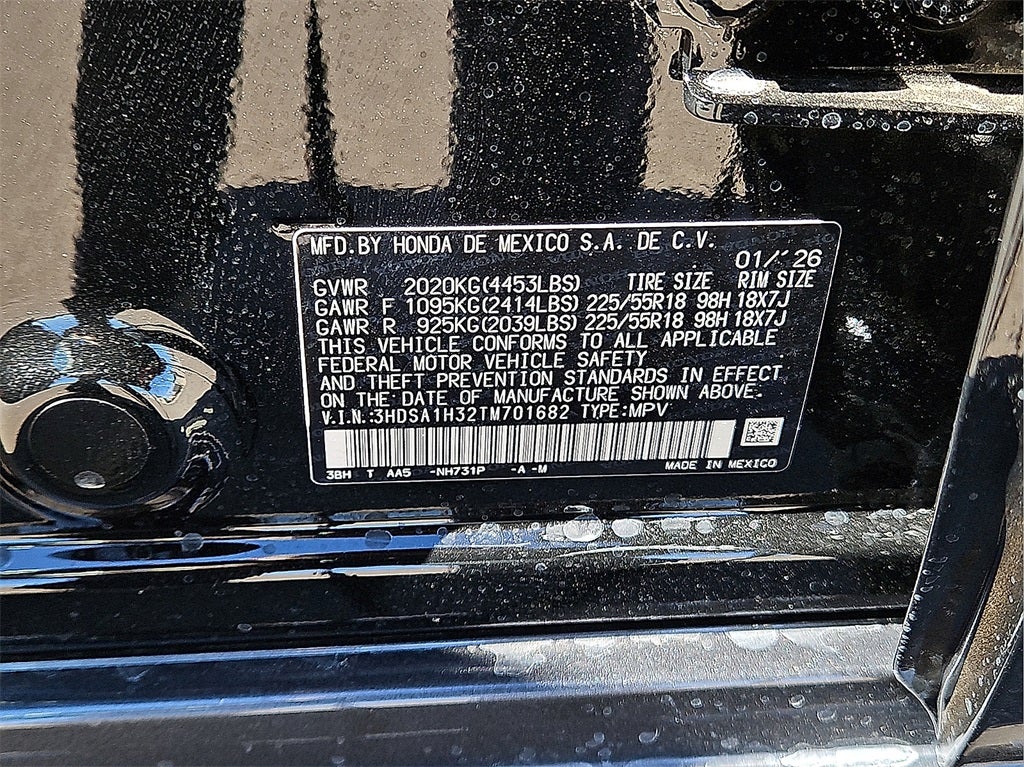 MFD. BY HONDA DE MEXICO S.A. DE C.V.
01/'26
GVWR 2020KG(4453LBS) TIRE SIZE RIM SIZE
GAWR F 1095KG(2414LBS) 225/55R18 98H 18X7J
GAWR R 925KG(2039LBS) 225/55R18 98H 18X7J
THIS VEHICLE CONFORMS TO ALL APPLICABLE
FEDERAL MOTOR VEHICLE SAFETY
AND THEFT PREVENTION STANDARDS IN EFFECT
ON THE DATE OF MANUFACTURE SHOWN ABOVE.
V.I.N.:3HDSA1H32TM701682 TYPE:MPV
3BH T AA5 -NH731P -A -M MADE IN MEXICO